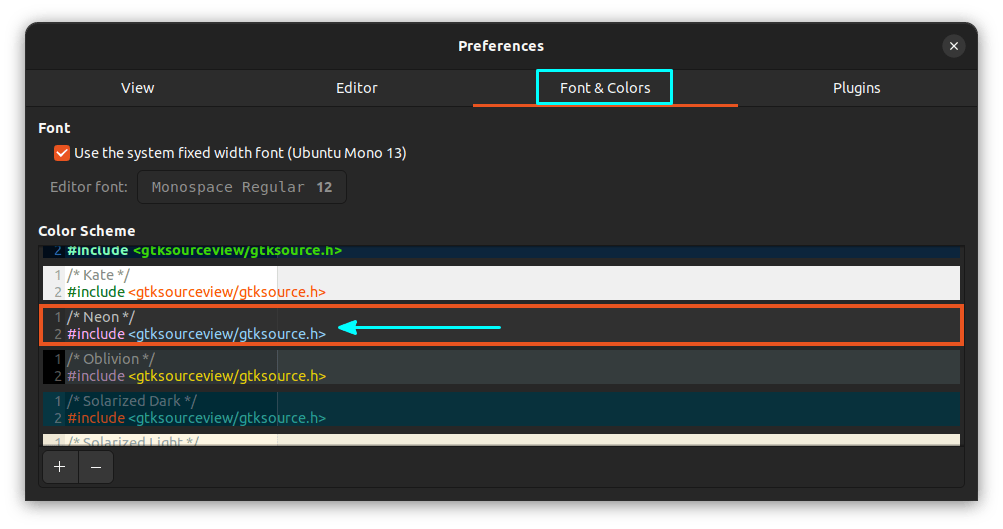 Preferences
View Editor Font & Colors Plugins
Font
Use the system fixed width font (Ubuntu Mono 13)
Editor font: Monospace Regular 12
Color Scheme
2 #include <gtksourceview/gtksource.h>
1 /* Kate */
2 #include <gtksourceview/gtksource.h>
1 /* Neon */
2 #include <gtksourceview/gtksource.h>
1 /* Oblivion */
2 #include <gtksourceview/gtksource.h>
1 /* Solarized Dark */
2 #include <gtksourceview/gtksource.h>
1 /* Solarized Light */